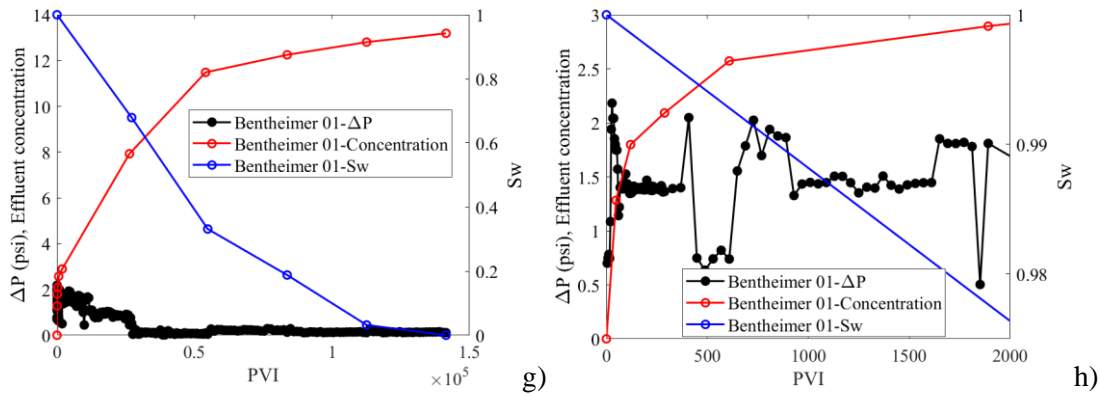 14
12
10
8
6
4
2
0
ΔP (psi), Effluent concentration
1
0.8
0.6
0.4
0.2
0
Sw
Bentheimer 01-ΔP
Bentheimer 01-Concentration
Bentheimer 01-Sw
0
0.5
1
1.5
PVI
×10⁵
g)
3
2.5
2
1.5
1
0.5
0
ΔP (psi), Effluent concentration
1
0.99
0.98
Sw
Bentheimer 01-ΔP
Bentheimer 01-Concentration
Bentheimer 01-Sw
0
500
1000
1500
2000
PVI
h)